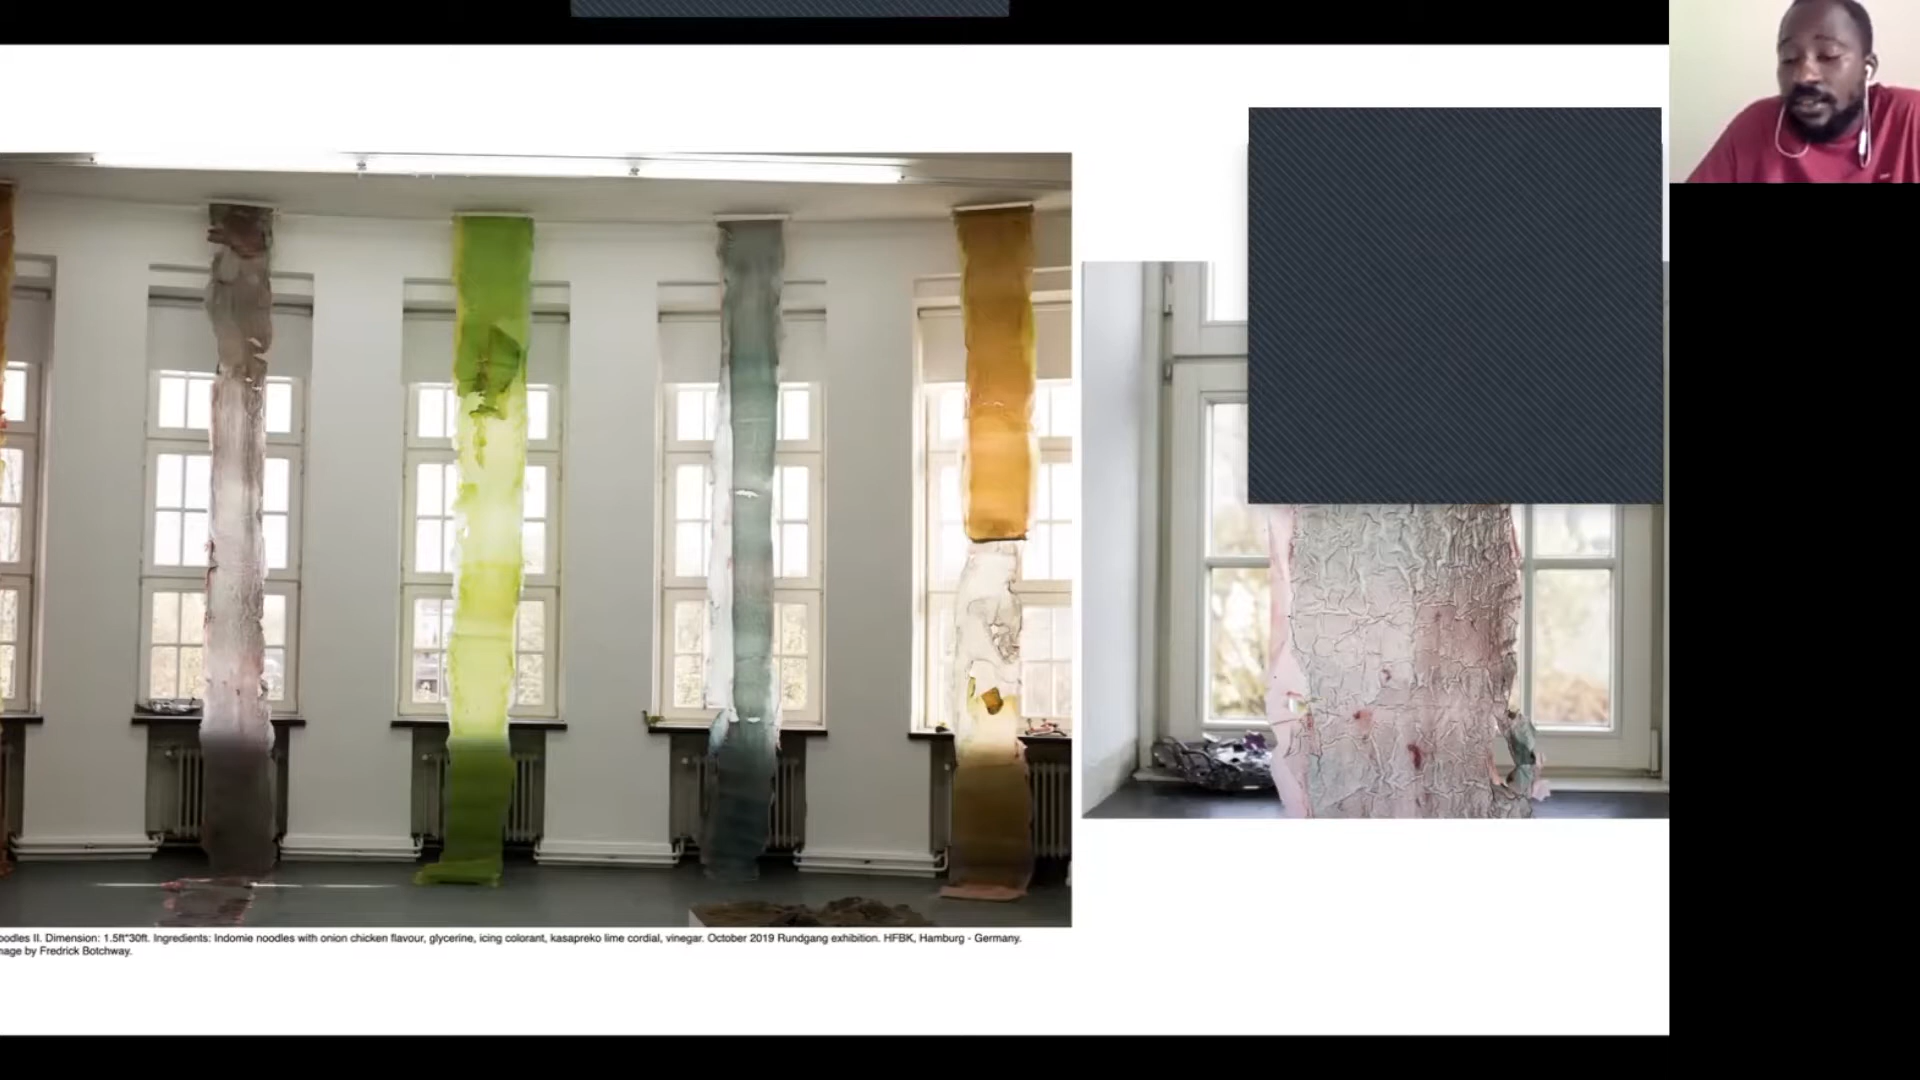 oodles II. Dimension: 1.5ft*30ft. Ingredients: Indomie noodles with onion chicken flavour, glycerine, icing colorant, kasapreko lime cordial, vinegar. October 2019 Rundgang exhibition. HFBK, Hamburg - Germany.
mage by Fredrick Botchway.